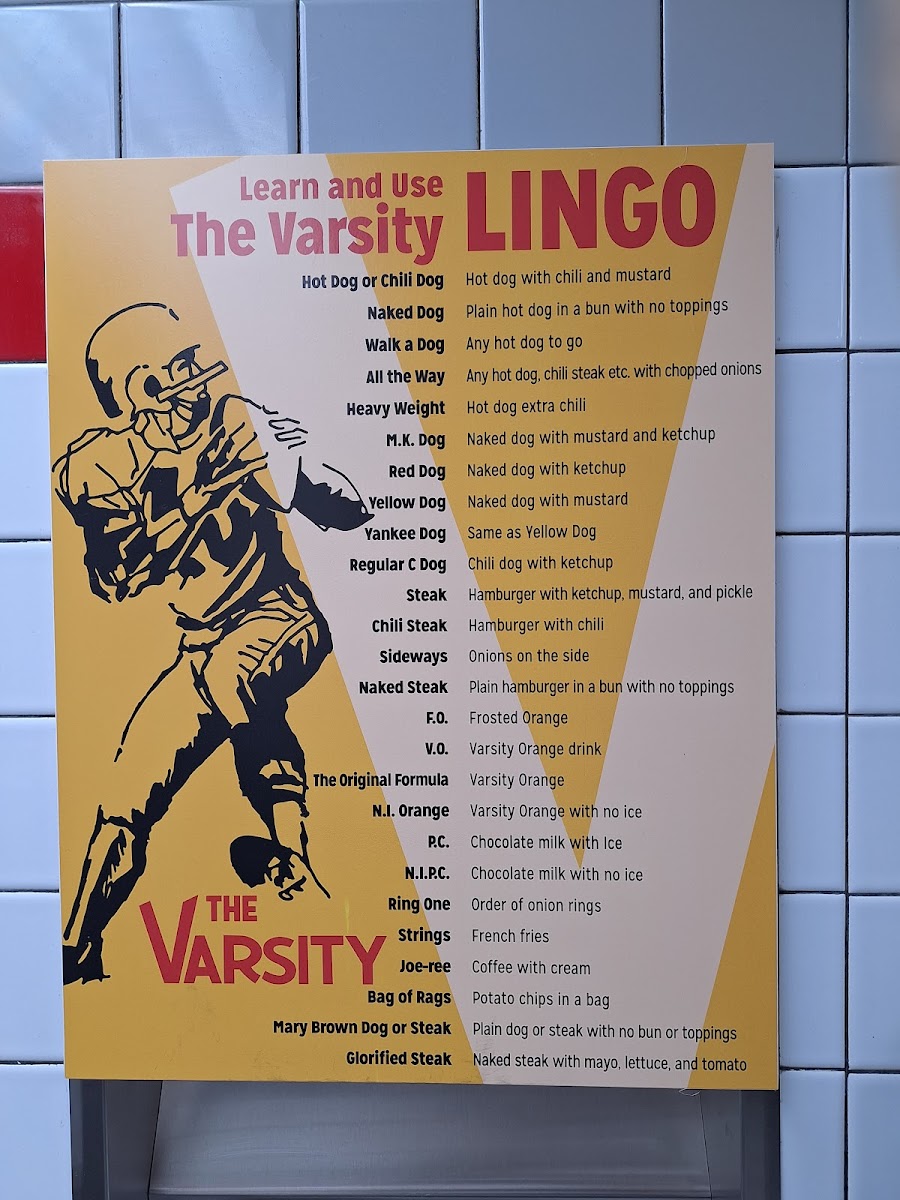 Learn and Use
The Varsity LINGO
Hot Dog or Chili Dog Hot dog with chili and mustard
Naked Dog Plain hot dog in a bun with no toppings
Walk a Dog Any hot dog to go
All the Way Any hot dog, chili steak etc. with chopped onions
Heavy Weight Hot dog extra chili
M.K. Dog Naked dog with mustard and ketchup
Red Dog Naked dog with ketchup
Yellow Dog Naked dog with mustard
Yankee Dog Same as Yellow Dog
Regular C Dog Chili dog with ketchup
Steak Hamburger with ketchup, mustard, and pickle
Chili Steak Hamburger with chili
Sideways Onions on the side
Naked Steak Plain hamburger in a bun with no toppings
F.O. Frosted Orange
V.O. Varsity Orange drink
The Original Formula Varsity Orange
N.I. Orange Varsity Orange with no ice
P.C. Chocolate milk with Ice
N.I.P.C. Chocolate milk with no ice
Ring One Order of onion rings
Strings French fries
Joe-ree Coffee with cream
Bag of Rags Potato chips in a bag
Mary Brown Dog or Steak Plain dog or steak with no bun or toppings
Glorified Steak Naked steak with mayo, lettuce, and tomato
THE
VARSITY